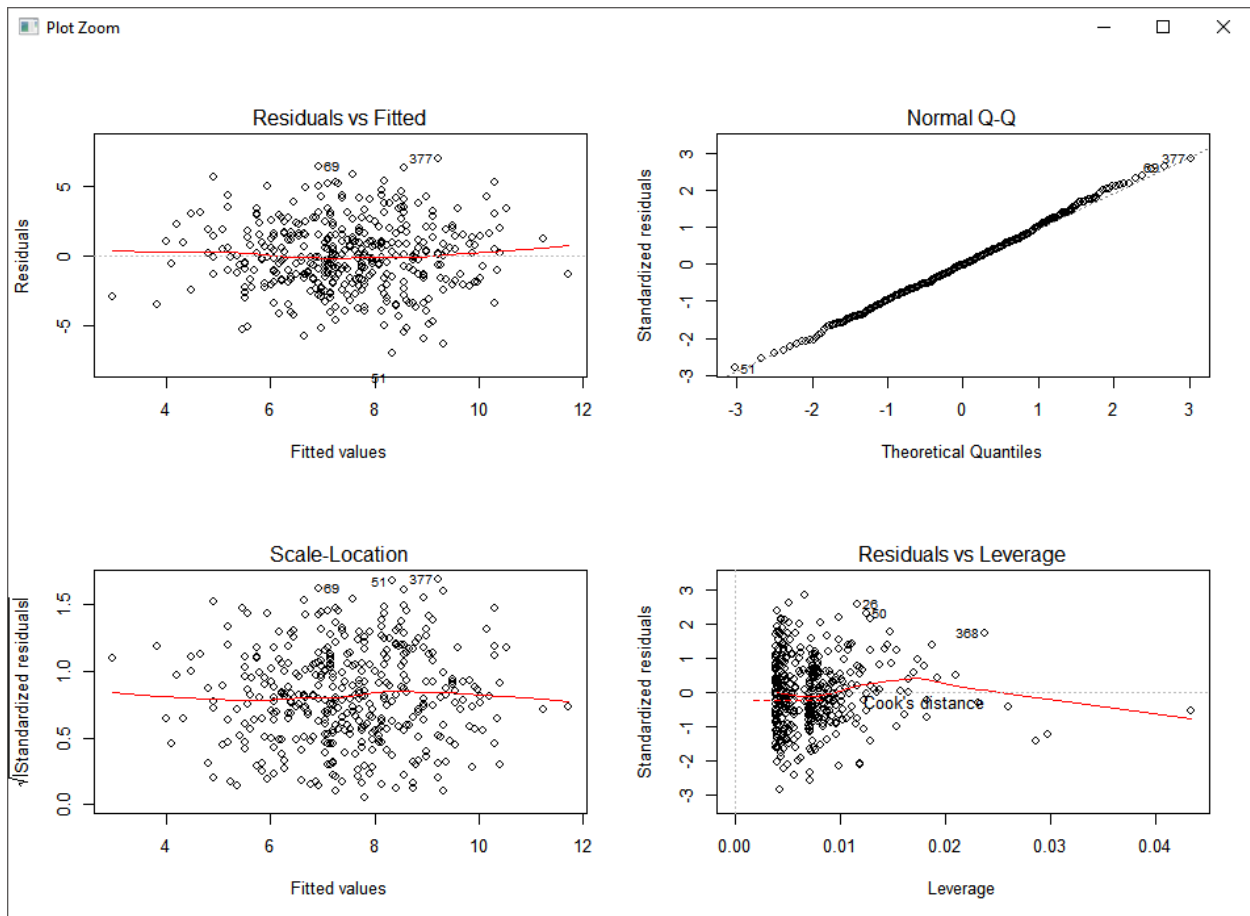 Plot Zoom
Residuals vs Fitted
Residuals
5
0
-5
69
377
51
4 6 8 10 12
Fitted values
Normal Q-Q
Standardized residuals
3
2
1
0
-1
-2
-3
69
377
51
-3 -2 -1 0 1 2 3
Theoretical Quantiles
Scale-Location
√|Standardized residuals|
1.5
1.0
0.5
0.0
69
51
377
4 6 8 10 12
Fitted values
Residuals vs Leverage
Standardized residuals
3
2
1
0
-1
-2
-3
26
50
368
Cook's distance
0.00 0.01 0.02 0.03 0.04
Leverage